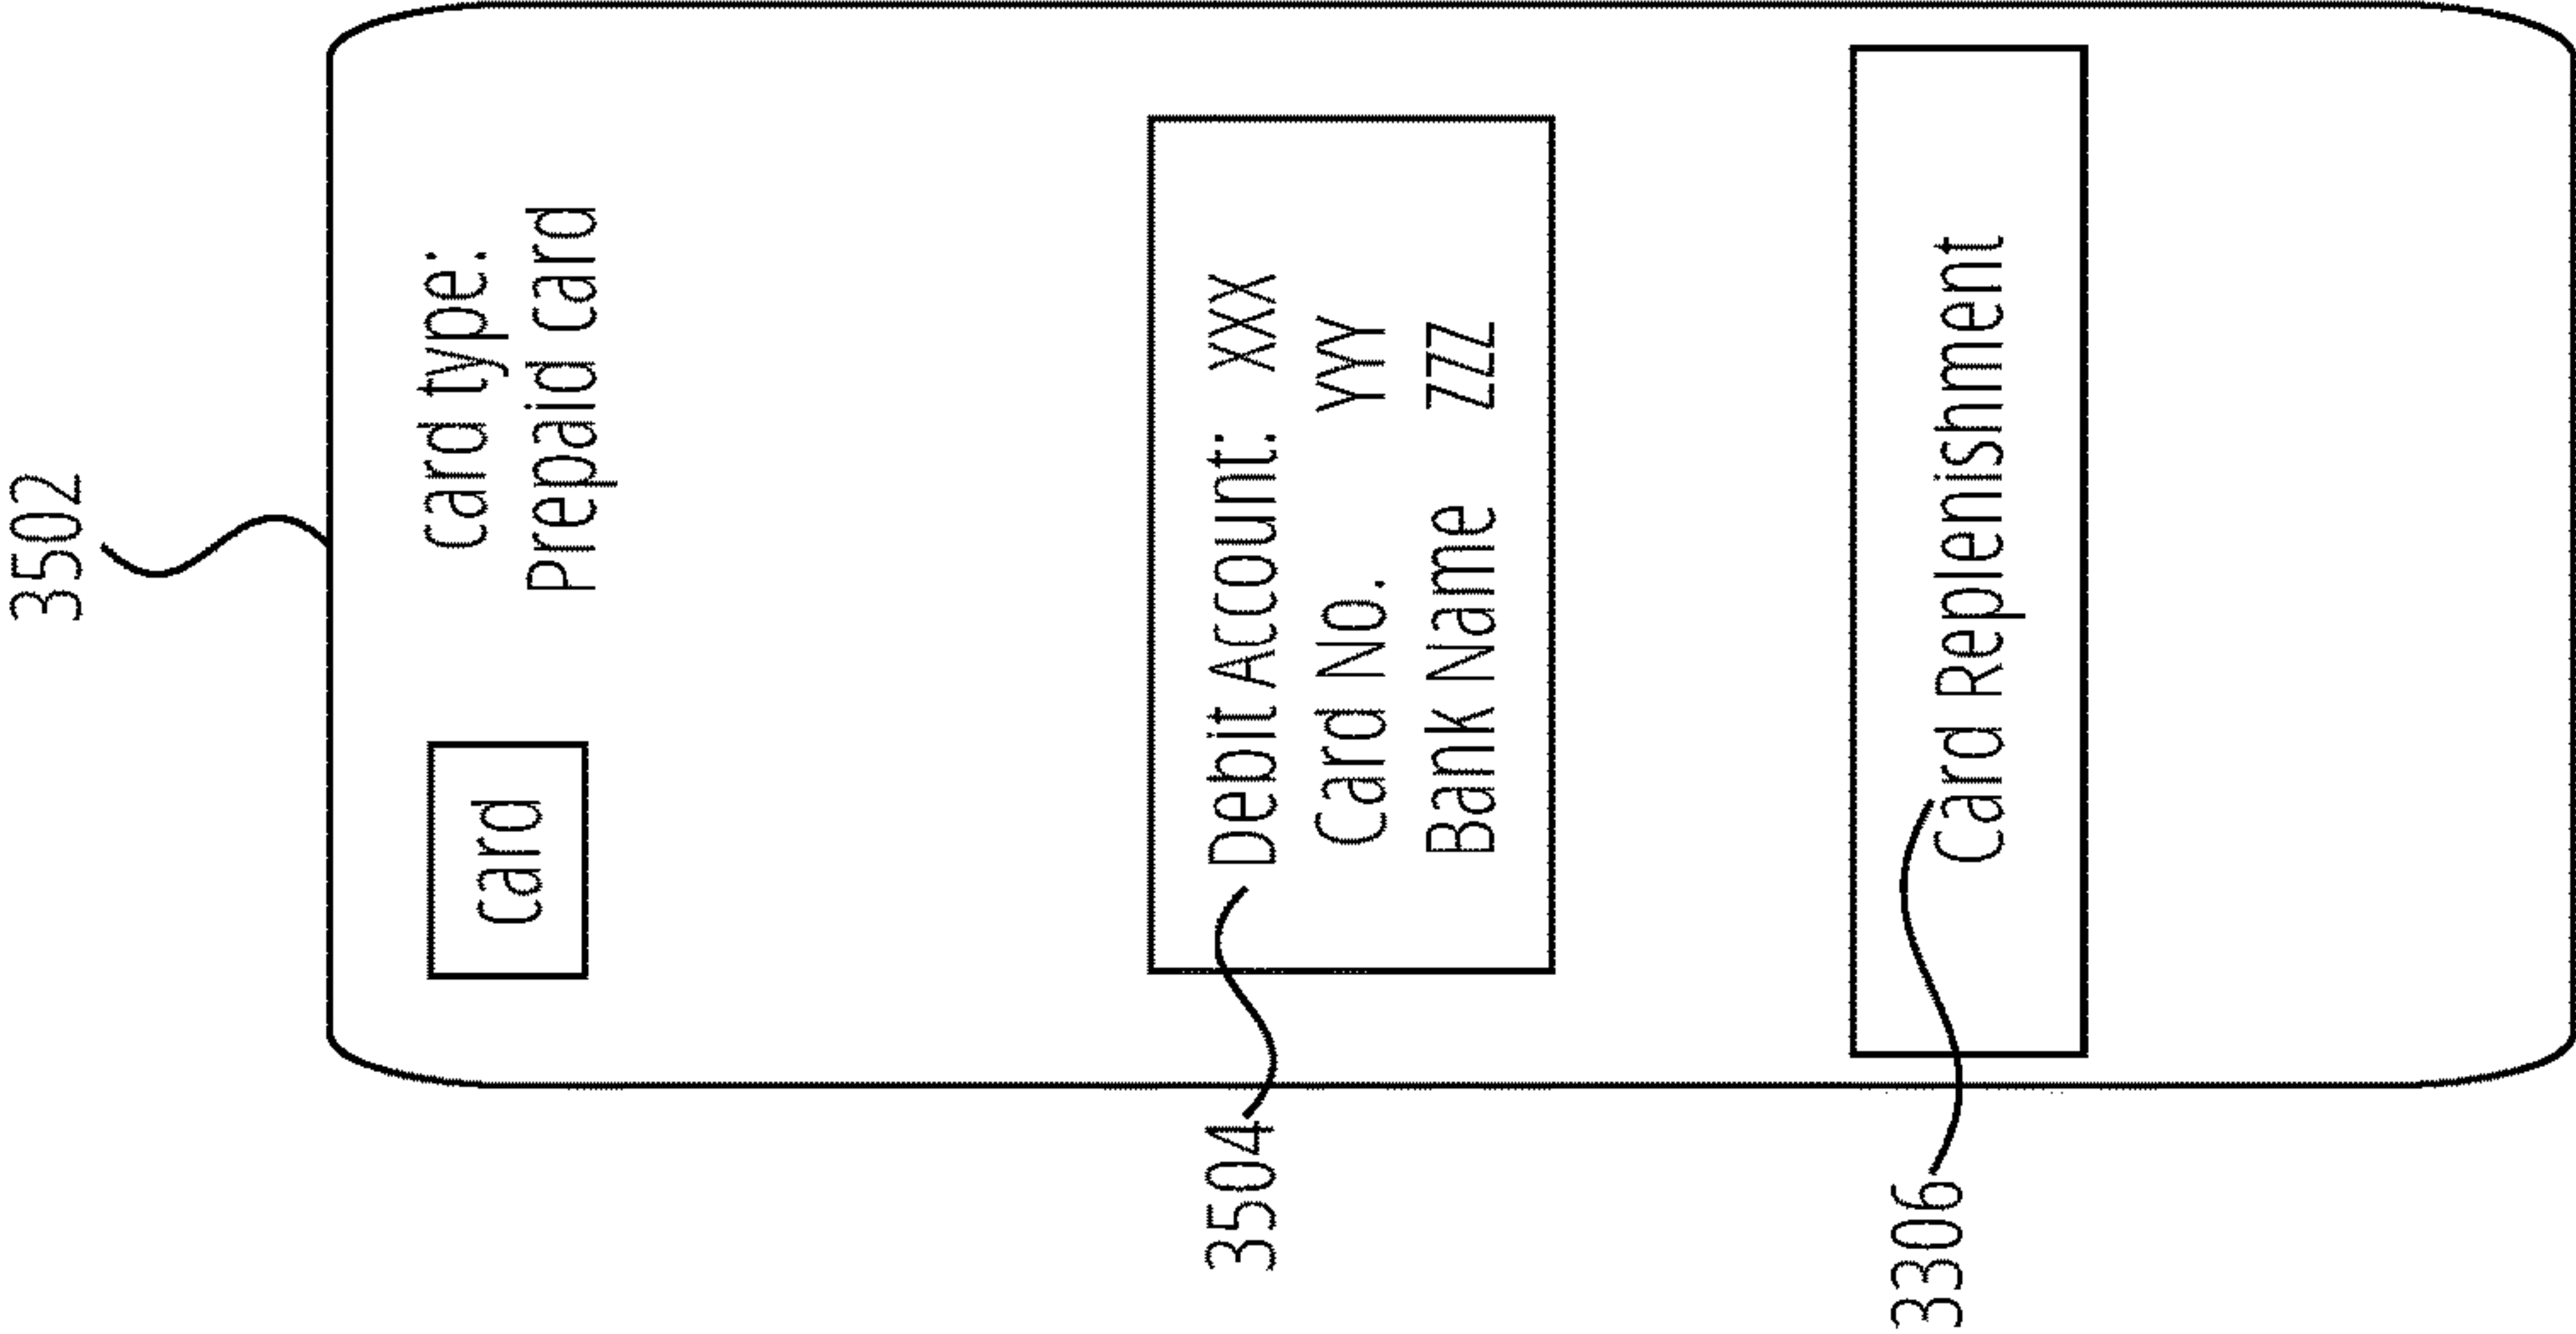 3502
card
card type:
Prepaid card
3504
Debit Account: XXX
Card No. YYY
Bank Name ZZZ
3306
Card Replenishment